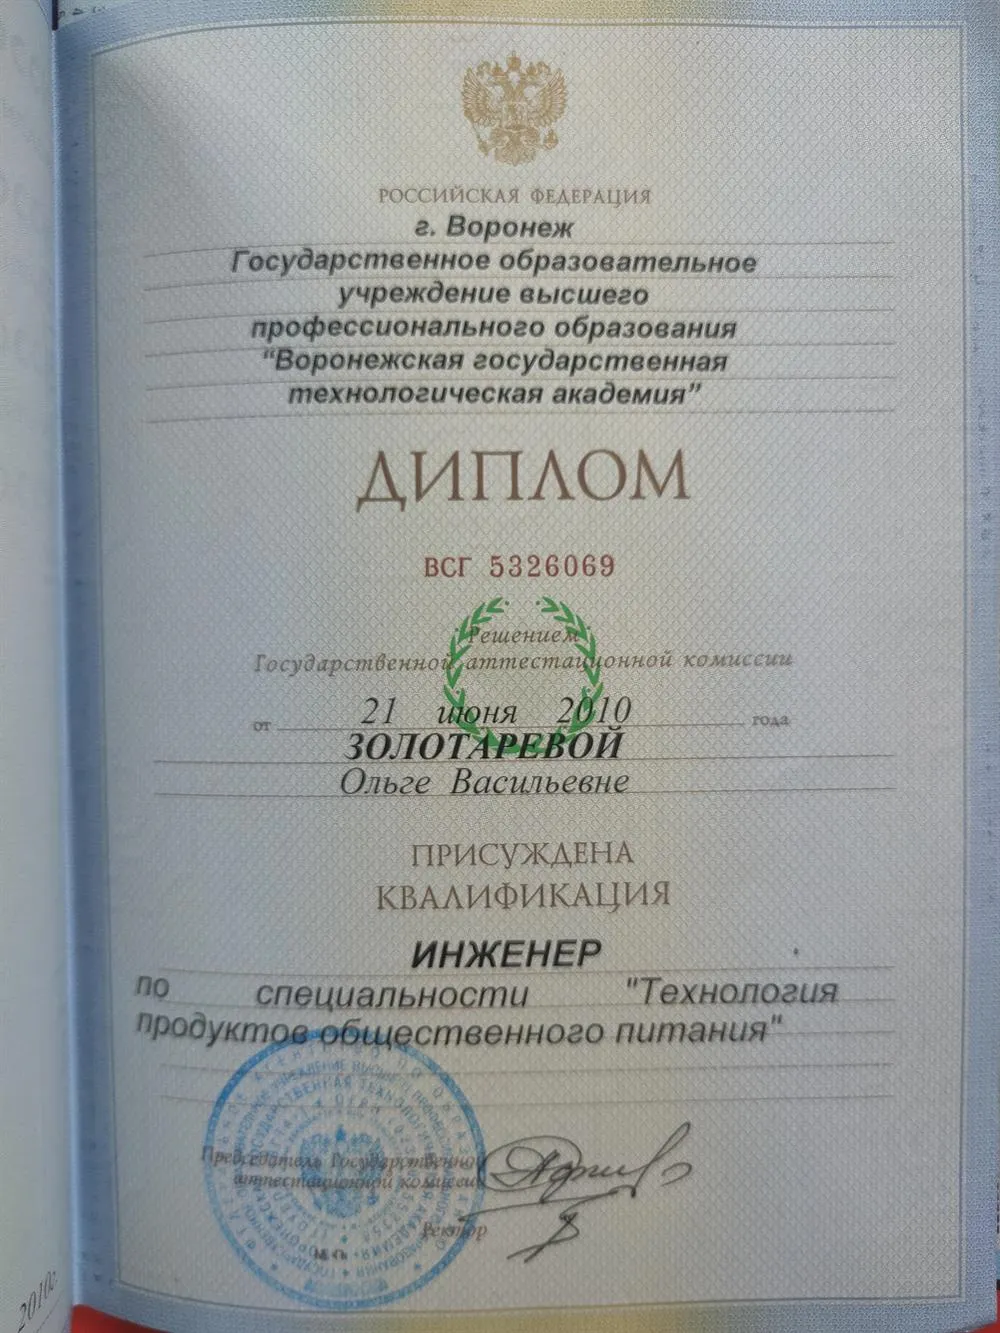 РОССИЙСКАЯ ФЕДЕРАЦИЯ
г. Воронеж
Государственное образовательное
учреждение высшего
профессионального образования
"Воронежская государственная
технологическая академия"
ДИПЛОМ
ВСГ 5326069
Решением
Государственной аттестационной комиссии
от 21 июня 2010 года
ЗОЛОТАРЕВОЙ
Ольге Васильевне
ПРИСУЖДЕНА
КВАЛИФИКАЦИЯ
ИНЖЕНЕР
по специальности "Технология
продуктов общественного питания"
Председатель Государственной
аттестационной комиссии
Ректор
М.П.
2010г.